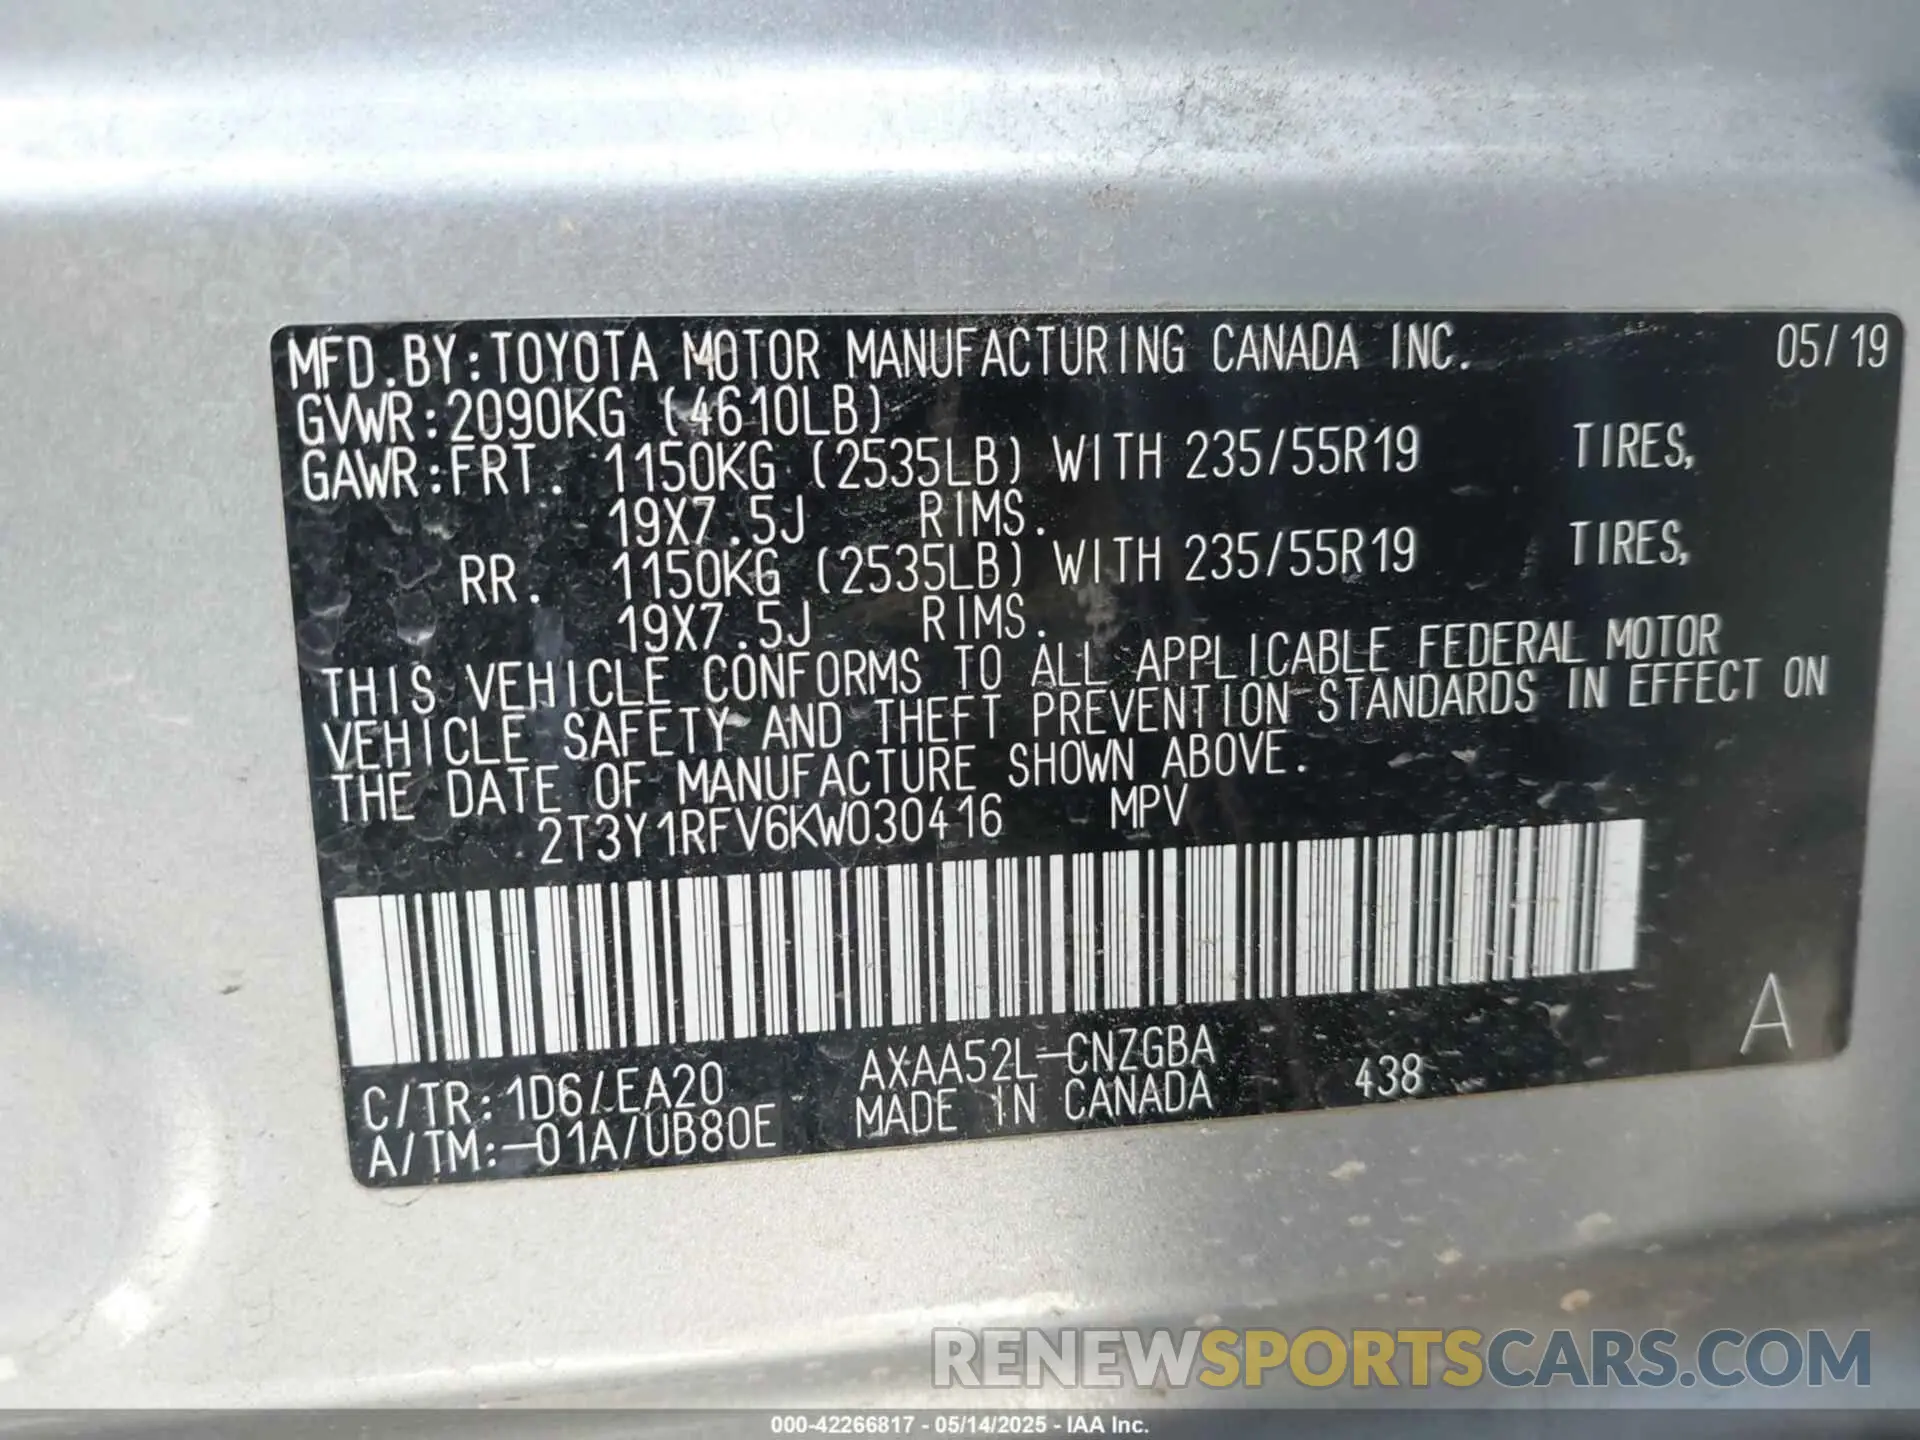 MFD.BY:TOYOTA MOTOR MANUFACTURING CANADA INC. 05/19
GVWR:2090KG (4610LB)
GAWR:FRT. 1150KG (2535LB) WITH 235/55R19 TIRES,
19X7.5J RIMS.
RR. 1150KG (2535LB) WITH 235/55R19 TIRES,
19X7.5J RIMS.
THIS VEHICLE CONFORMS TO ALL APPLICABLE FEDERAL MOTOR
VEHICLE SAFETY AND THEFT PREVENTION STANDARDS IN EFFECT ON
THE DATE OF MANUFACTURE SHOWN ABOVE.
2T3Y1RFV6KW030416 MPV
A
C/TR:1D6/EA20 AXAA52L-CNZGBA 438
A/TM:-01A/UB80E MADE IN CANADA
RENEWSPORTSCARS.COM
000-42266817 - 05/14/2025 - IAA Inc.